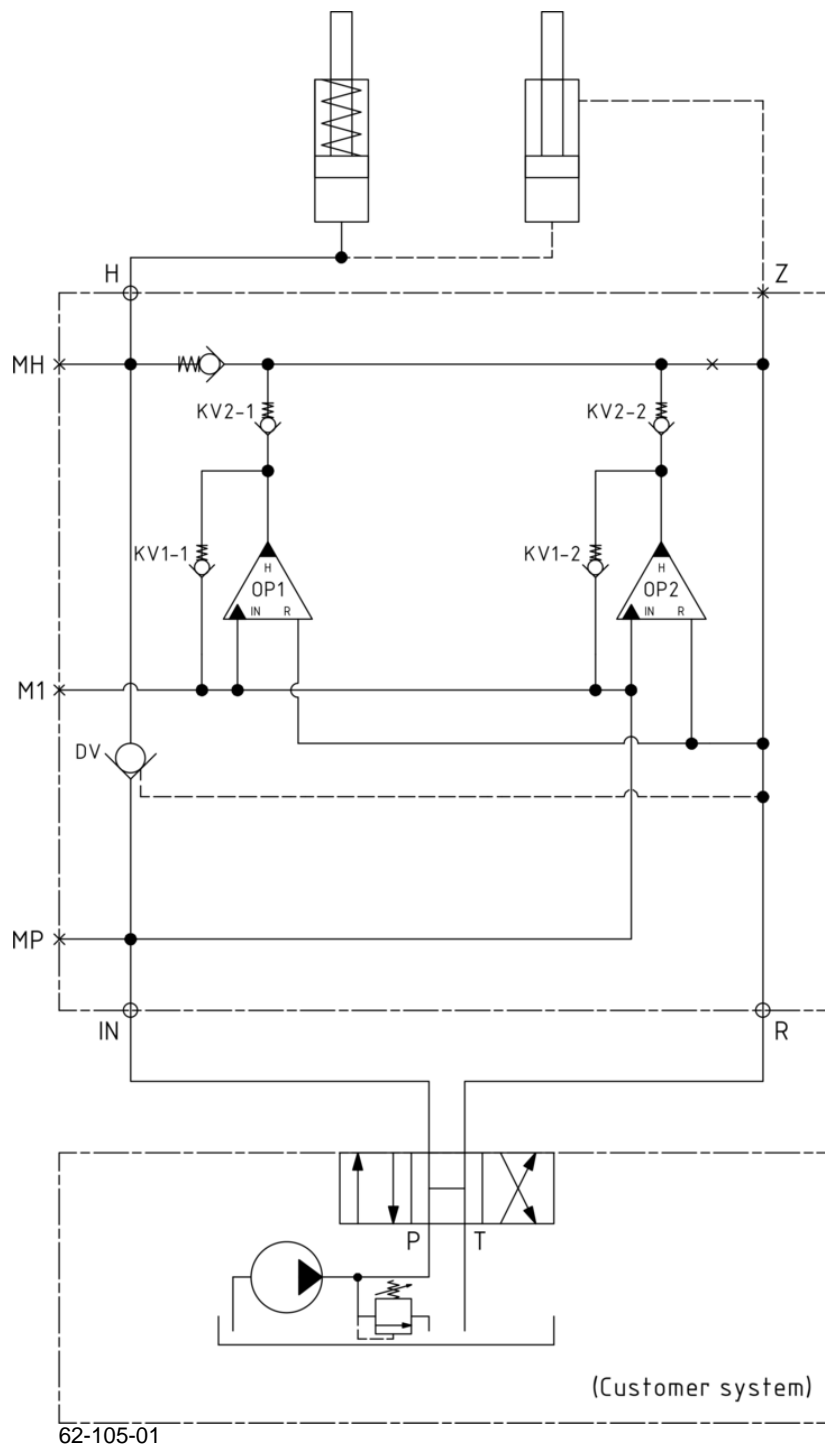 H
Z
MH
KV2-1
KV2-2
KV1-1
H
OP1
IN R
KV1-2
H
OP2
IN R
M1
DV
MP
IN
R
P T
(Customer system)
62-105-01